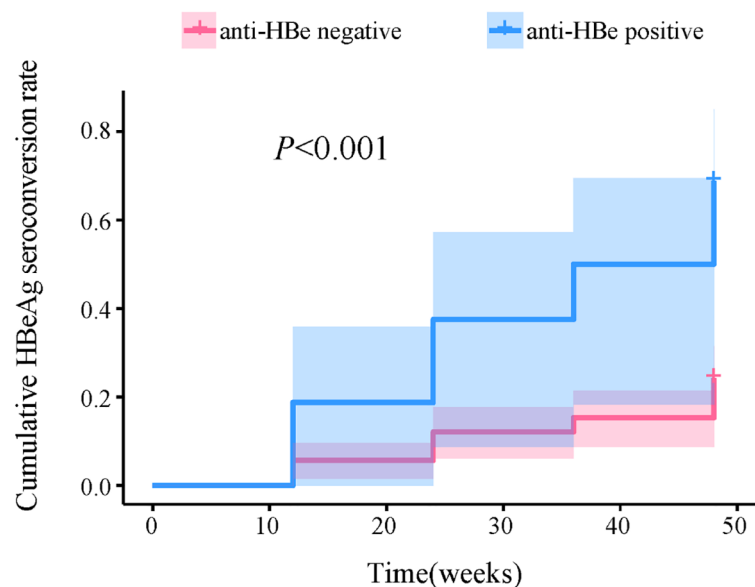 anti-HBe negative
anti-HBe positive
Cumulative HBeAg seroconversion rate
P<0.001
0.8
0.6
0.4
0.2
0.0
0 10 20 30 40 50
Time(weeks)